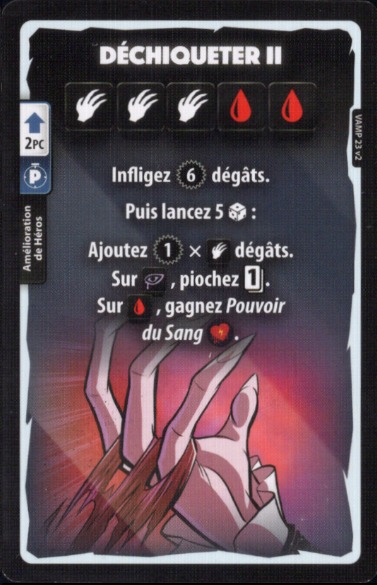 DÉCHIQUETER II
2PC
P
Amélioration
de Héros
VAMP 23 v2
Infligez 6 dégâts.
Puis lancez 5 :
Ajoutez 1 × dégâts.
Sur , piochez 1.
Sur , gagnez Pouvoir
du Sang .